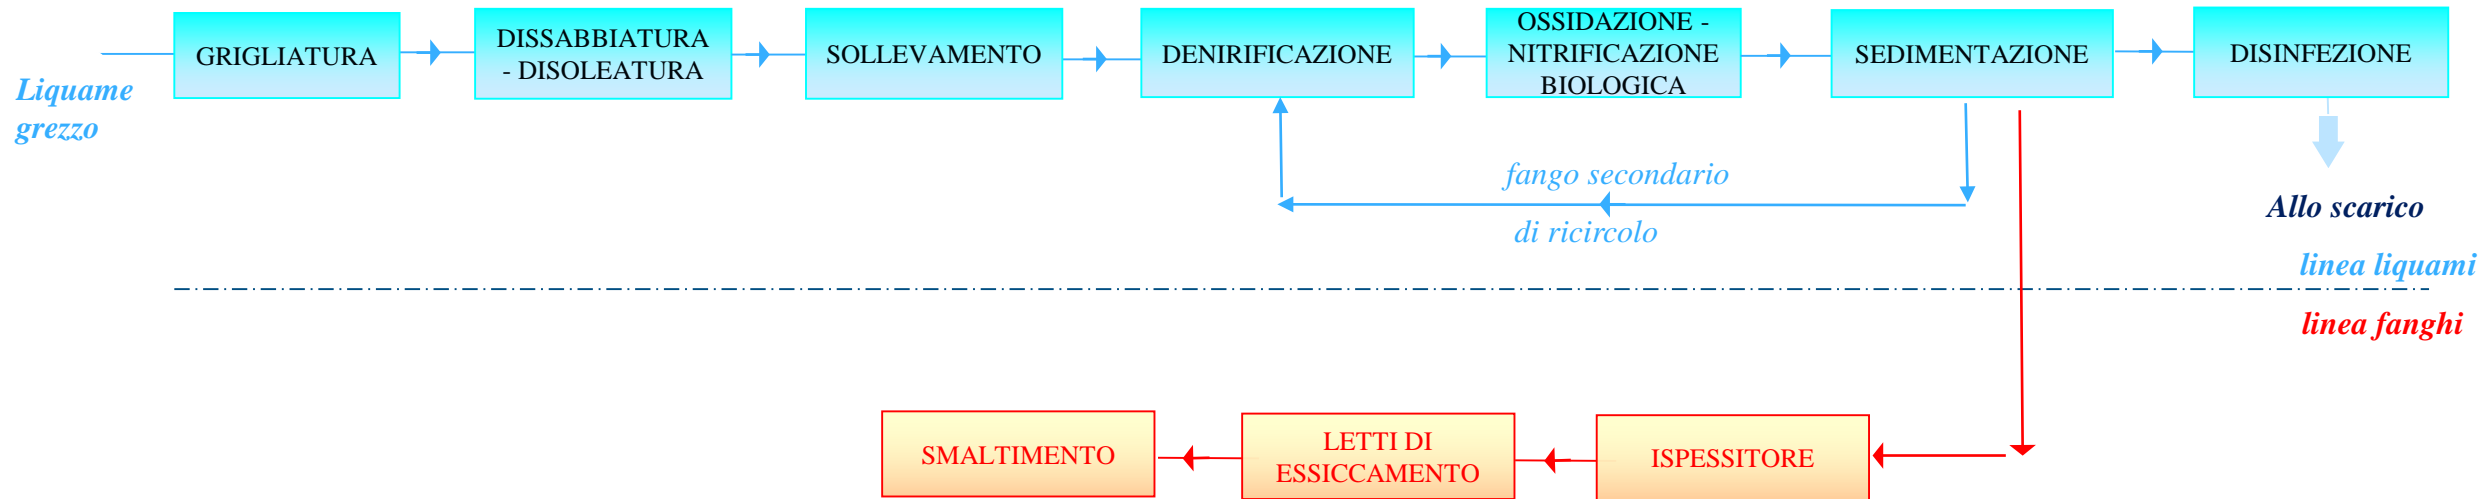 Liquame
grezzo
GRIGLIATURA
DISSABBIATURA
- DISOLEATURA
SOLLEVAMENTO
DENIRIFICAZIONE
OSSIDAZIONE -
NITRIFICAZIONE
BIOLOGICA
SEDIMENTAZIONE
DISINFEZIONE
fango secondario
di ricircolo
Allo scarico
linea liquami
linea fanghi
SMALTIMENTO
LETTI DI
ESSICCAMENTO
ISPESSITORE